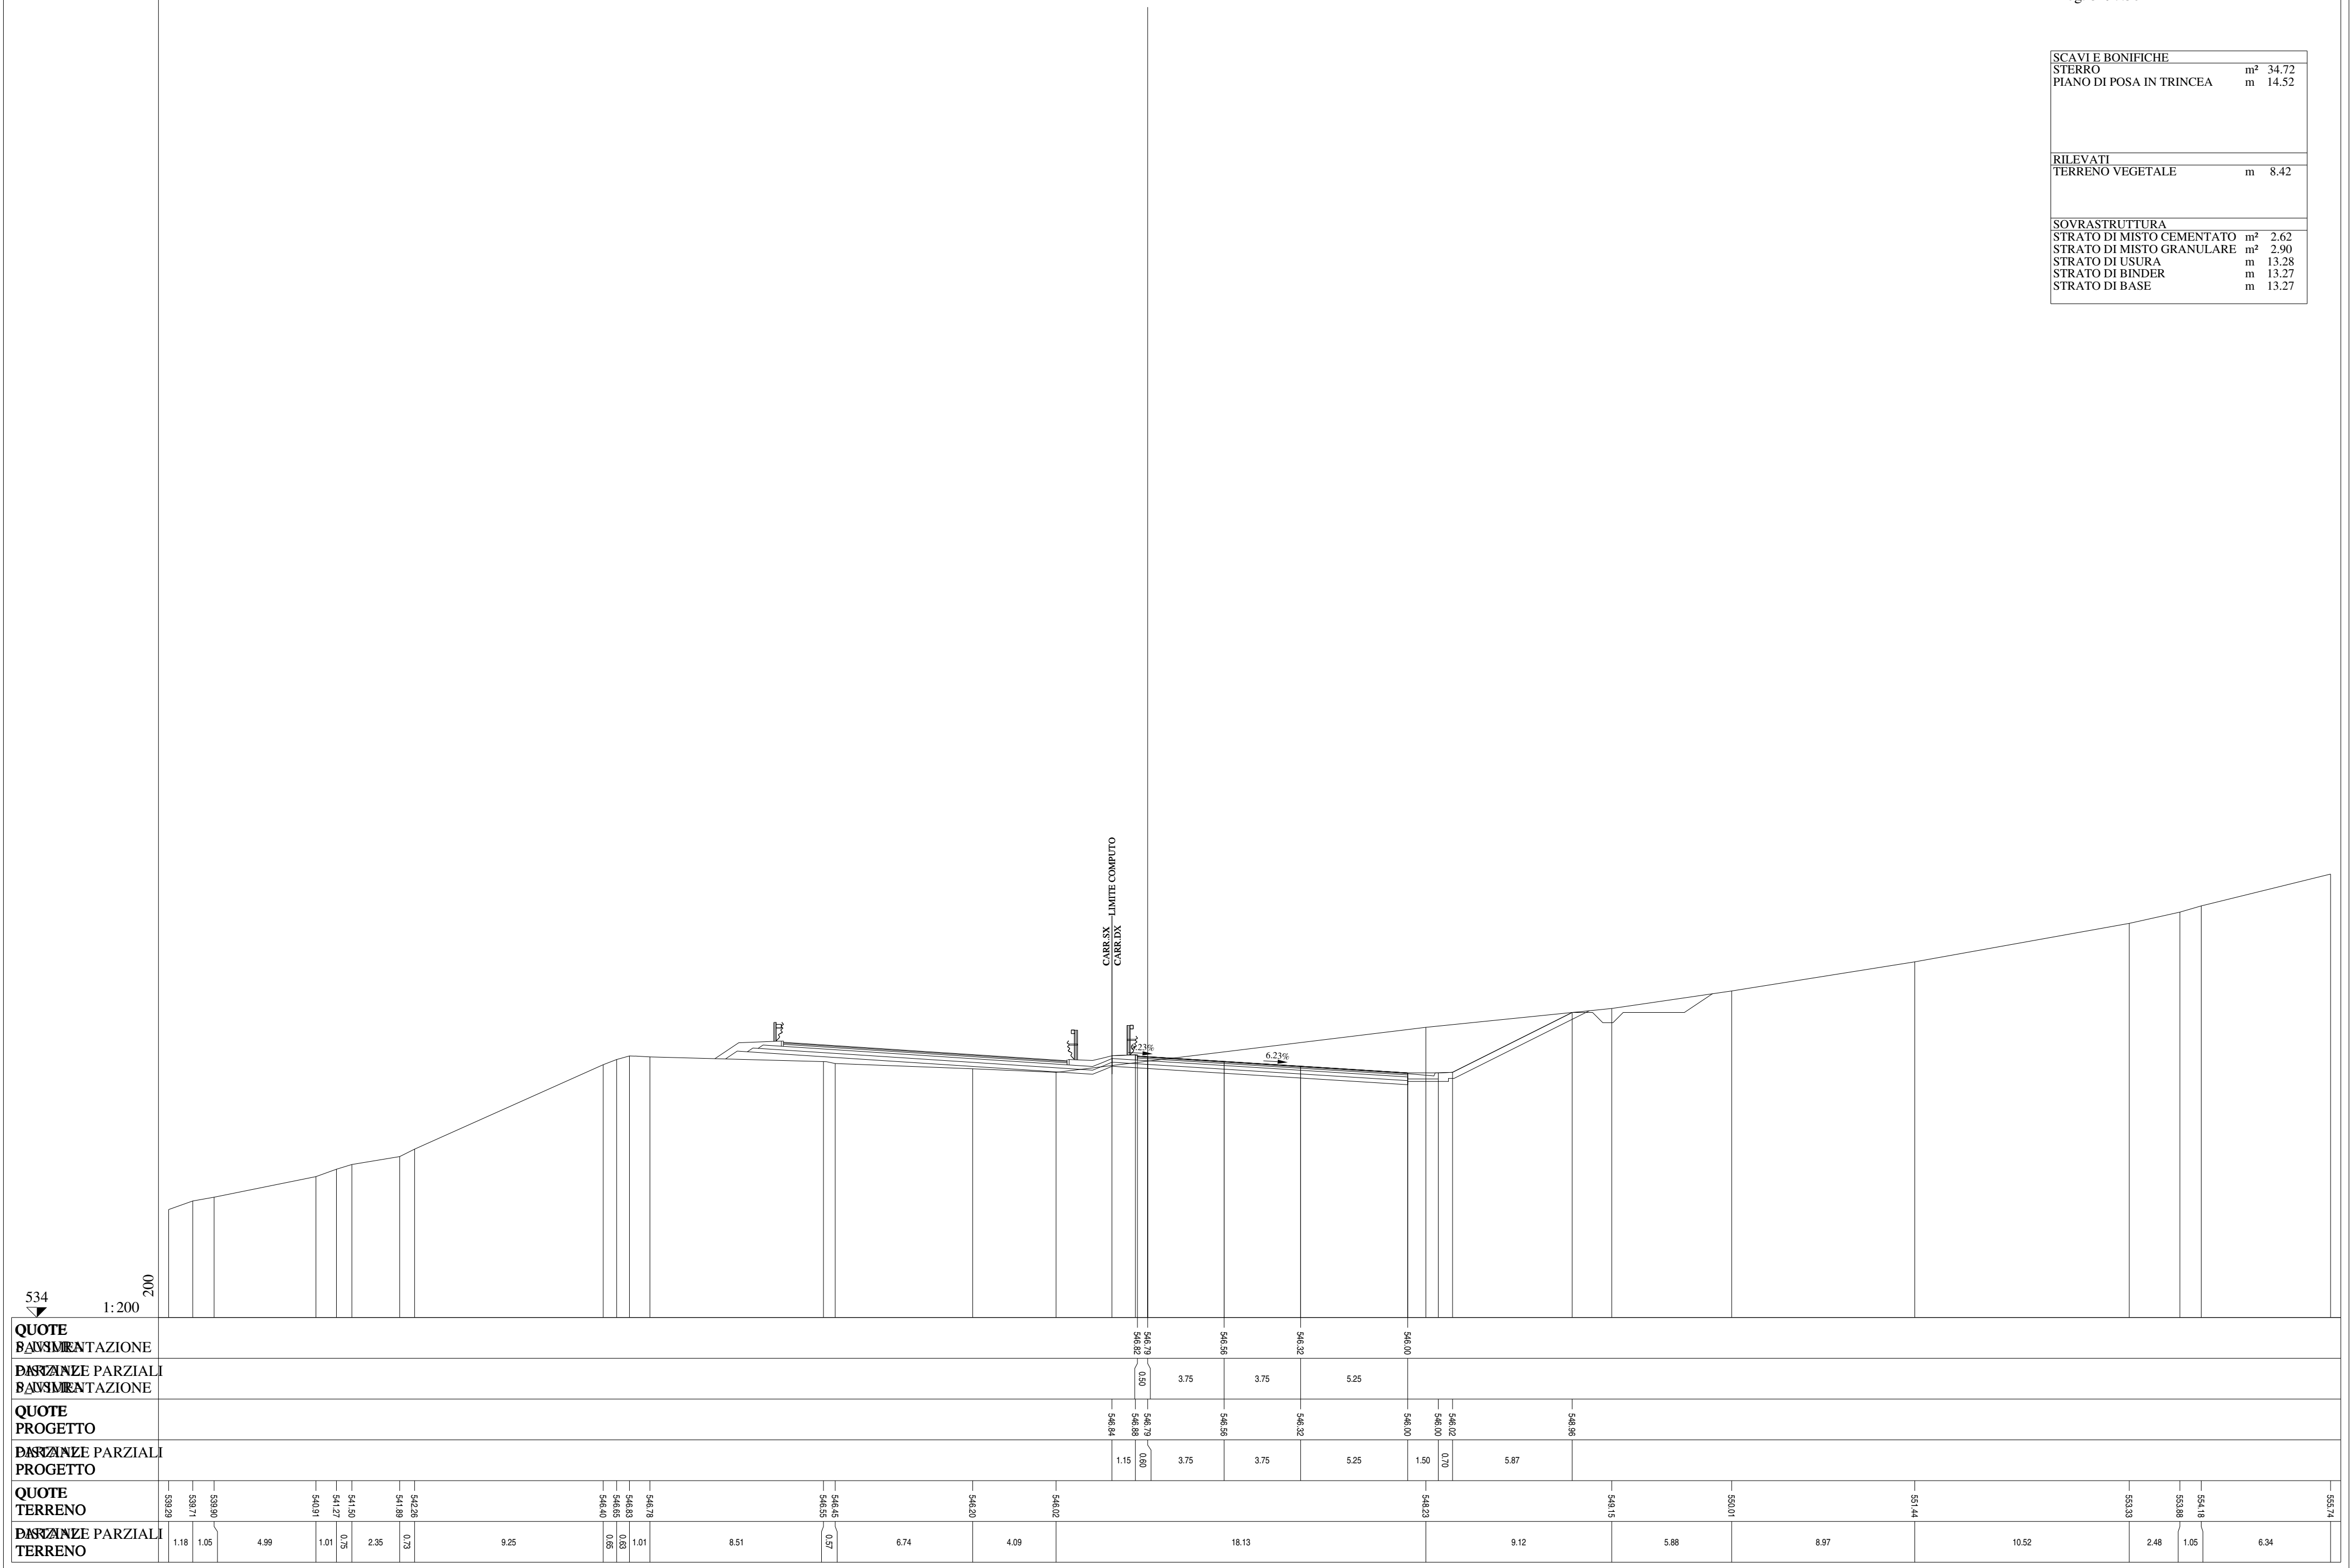 SCAVI E BONIFICHE
STERRO m² 34.72
PIANO DI POSA IN TRINCEA m 14.52
RILEVATI
TERRENO VEGETALE m 8.42
SOVRASTRUTTURA
STRATO DI MISTO CEMENTATO m² 2.62
STRATO DI MISTO GRANULARE m² 2.90
STRATO DI USURA m 13.28
STRATO DI BINDER m 13.27
STRATO DI BASE m 13.27
LIMITE COMPUTO
CARR.SX
CARR.DX
6.23%
534
1:200
200
QUOTE
546.82 546.79 546.56 546.32 546.00
PARZIALI
0.50 3.75 3.75 5.25
QUOTE
PROGETTO
546.84 546.88 546.79 546.56 546.32 546.00 546.00 546.02 548.96
PARZIALI
PROGETTO
1.15 0.60 3.75 3.75 5.25 1.50 0.70 5.87
QUOTE
TERRENO
539.29 539.71 539.90 540.91 541.27 541.50 541.89 542.26 546.40 546.65 546.83 546.78 546.55 546.45 546.20 546.02 548.23 549.15 550.01 551.44 553.33 553.88 554.18 555.74
PARZIALI
TERRENO
1.18 1.05 4.99 1.01 0.75 2.35 0.73 9.25 0.66 0.63 1.01 8.51 0.57 6.74 4.09 18.13 9.12 5.88 8.97 10.52 2.48 1.05 6.34